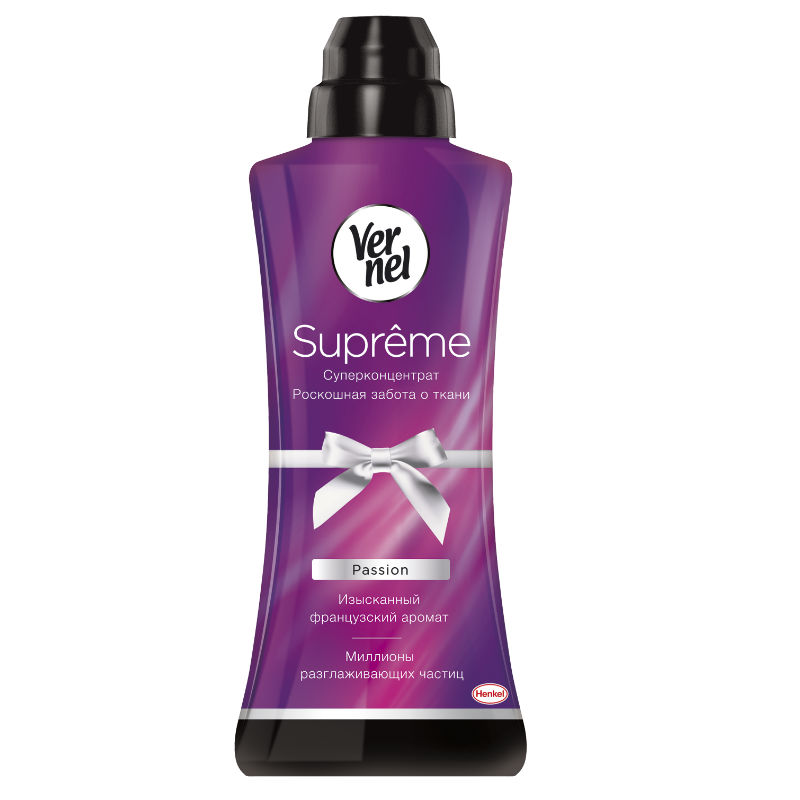 Ver
nel
Suprême
Суперконцентрат
Роскошная забота о ткани
Passion
Изысканный
французский аромат
Миллионы
разглаживающих частиц
Henkel